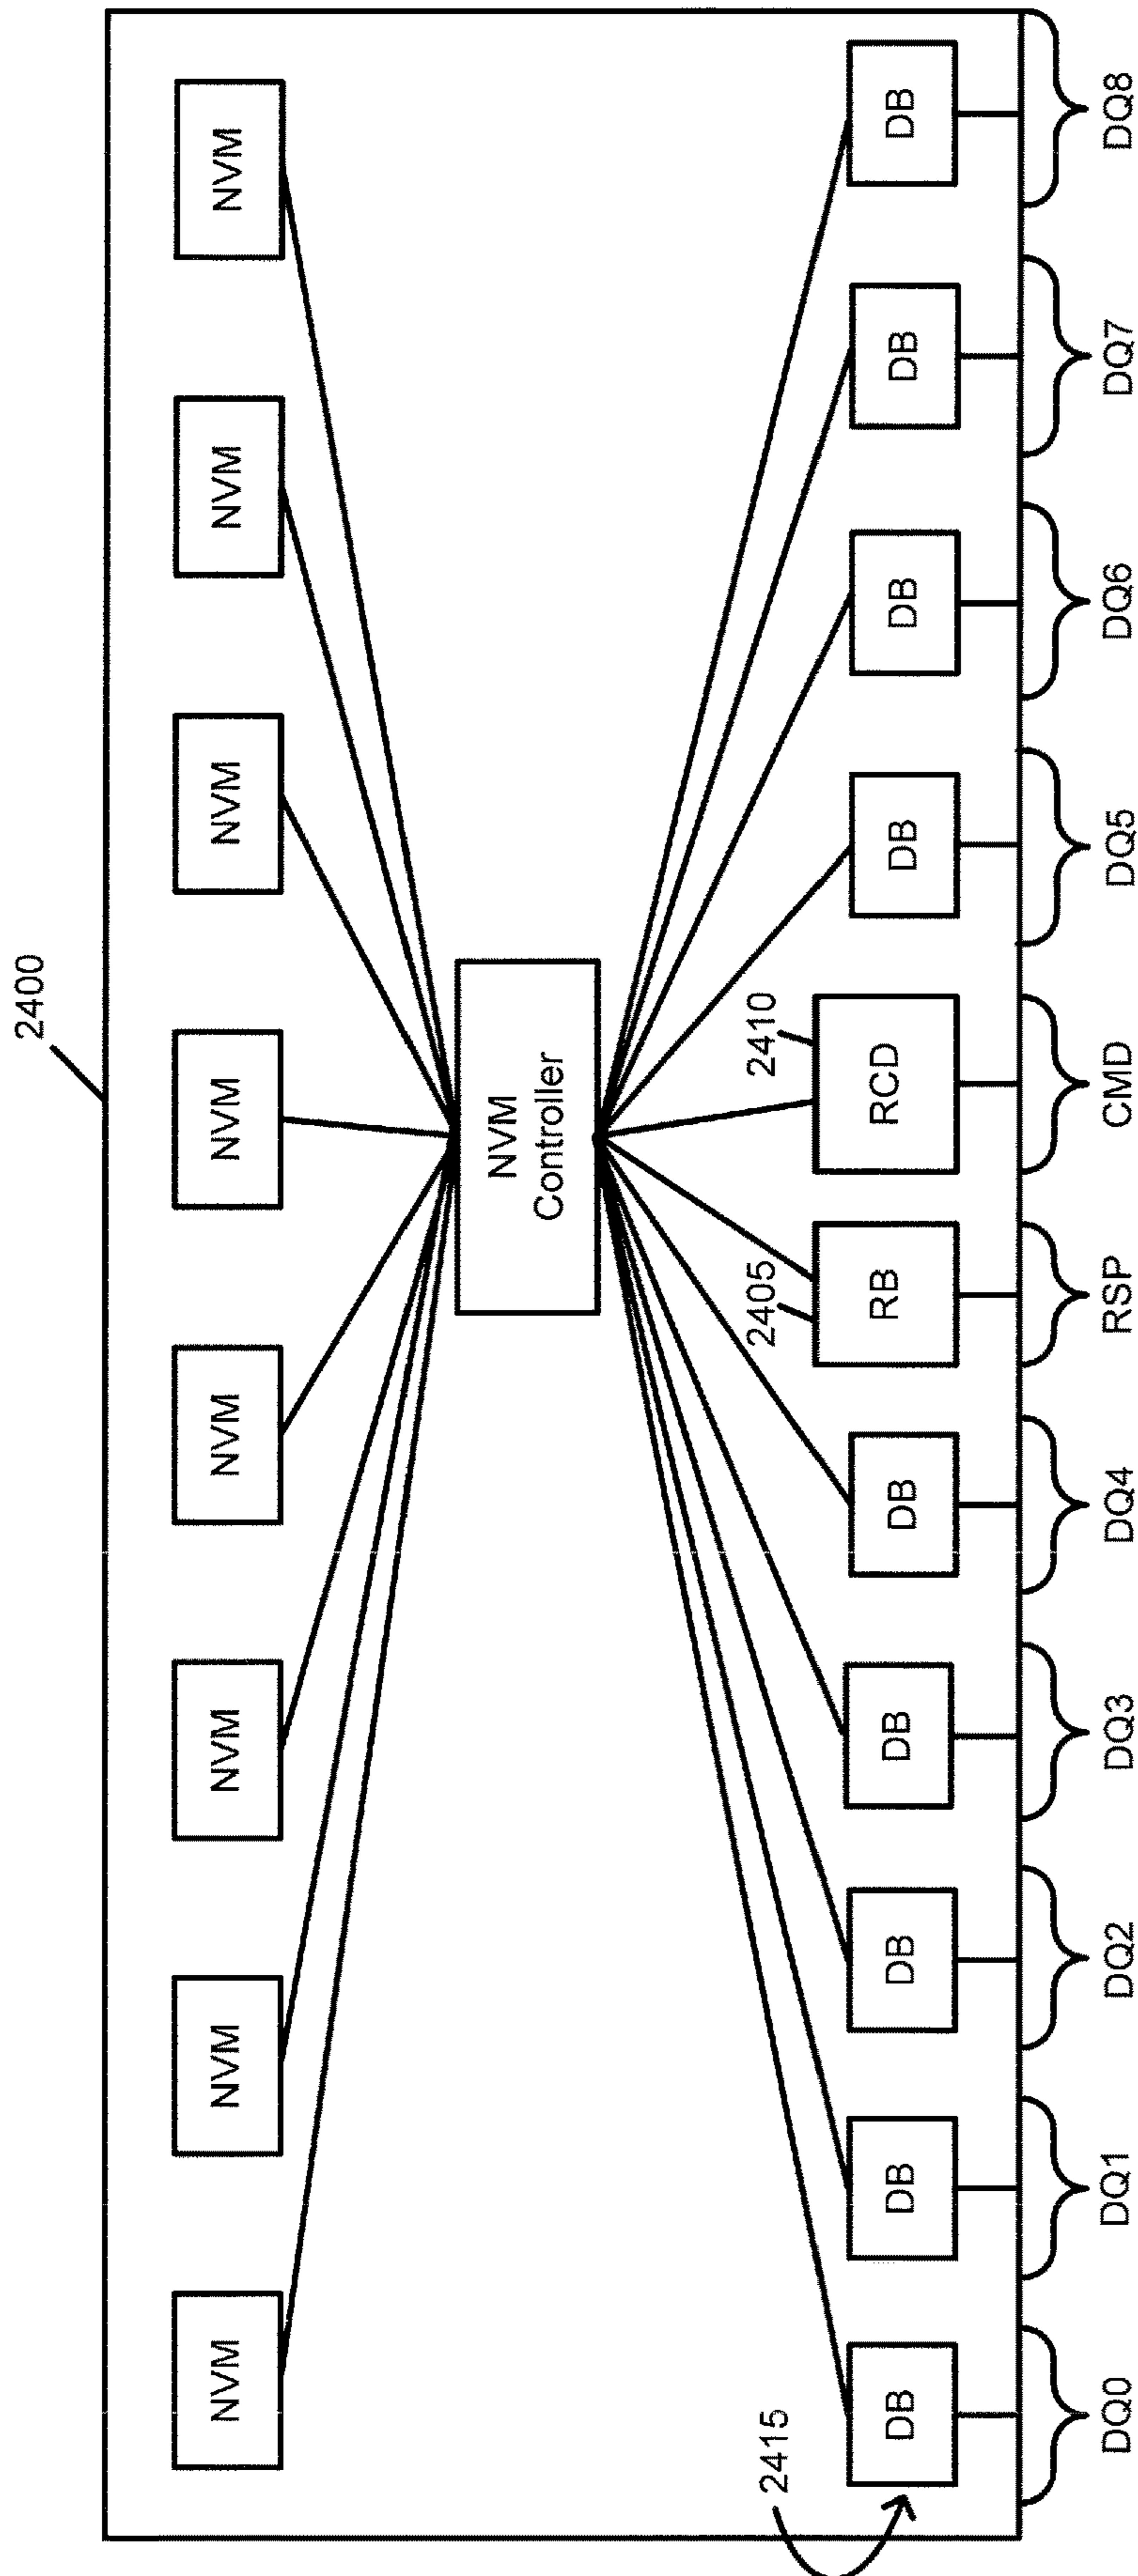 2400
NVM
NVM
NVM
NVM
NVM
NVM
NVM
NVM
NVM
Controller
2415
2405
2410
DB
DB
DB
DB
DB
RB
RCD
DB
DB
DB
DB
DQ0
DQ1
DQ2
DQ3
DQ4
RSP
CMD
DQ5
DQ6
DQ7
DQ8